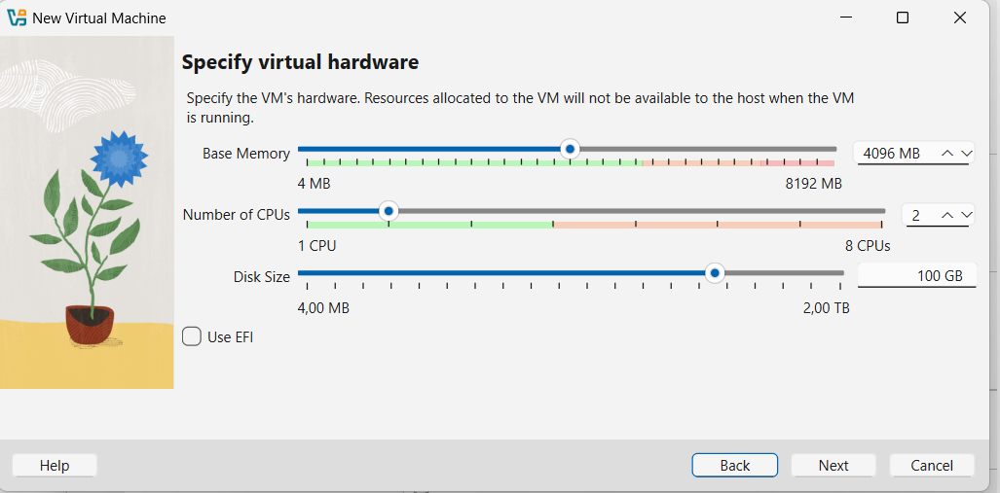 New Virtual Machine
Specify virtual hardware
Specify the VM's hardware. Resources allocated to the VM will not be available to the host when the VM
is running.
Base Memory
4096 MB
4 MB
8192 MB
Number of CPUs
2
1 CPU
8 CPUs
Disk Size
100 GB
4,00 MB
2,00 TB
Use EFI
Help
Back
Next
Cancel